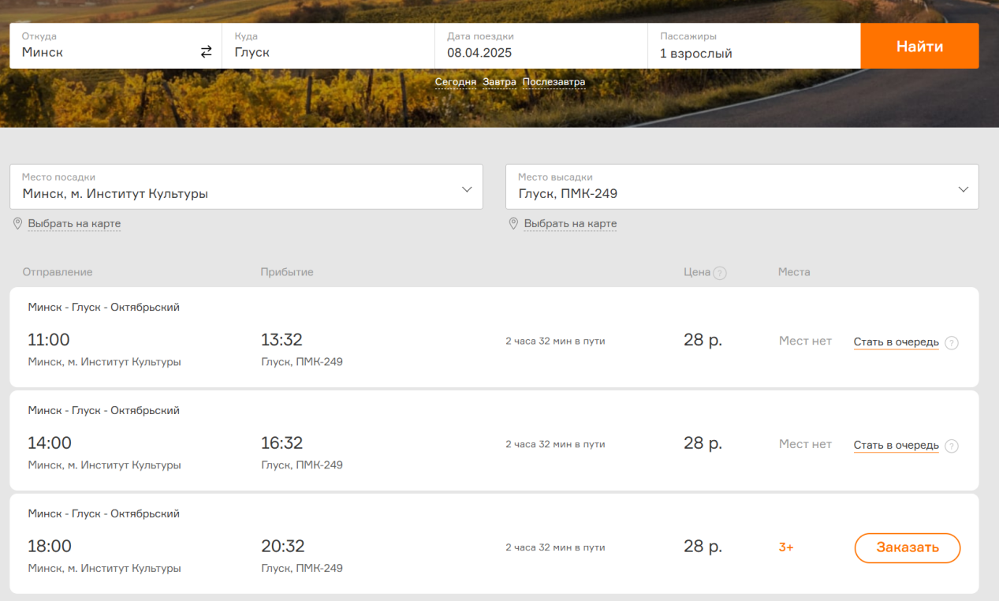 Откуда Куда Дата поездки Пассажиры
Минск Глуск 08.04.2025 1 взрослый Найти
Сегодня Завтра Послезавтра
Место посадки Место высадки
Минск, м. Институт Культуры Глуск, ПМК-249
Выбрать на карте Выбрать на карте
Отправление Прибытие Цена ? Места
Минск - Глуск - Октябрьский
11:00 13:32 2 часа 32 мин в пути 28 р. Мест нет Стать в очередь ?
Минск, м. Институт Культуры Глуск, ПМК-249
Минск - Глуск - Октябрьский
14:00 16:32 2 часа 32 мин в пути 28 р. Мест нет Стать в очередь ?
Минск, м. Институт Культуры Глуск, ПМК-249
Минск - Глуск - Октябрьский
18:00 20:32 2 часа 32 мин в пути 28 р. 3+ Заказать
Минск, м. Институт Культуры Глуск, ПМК-249